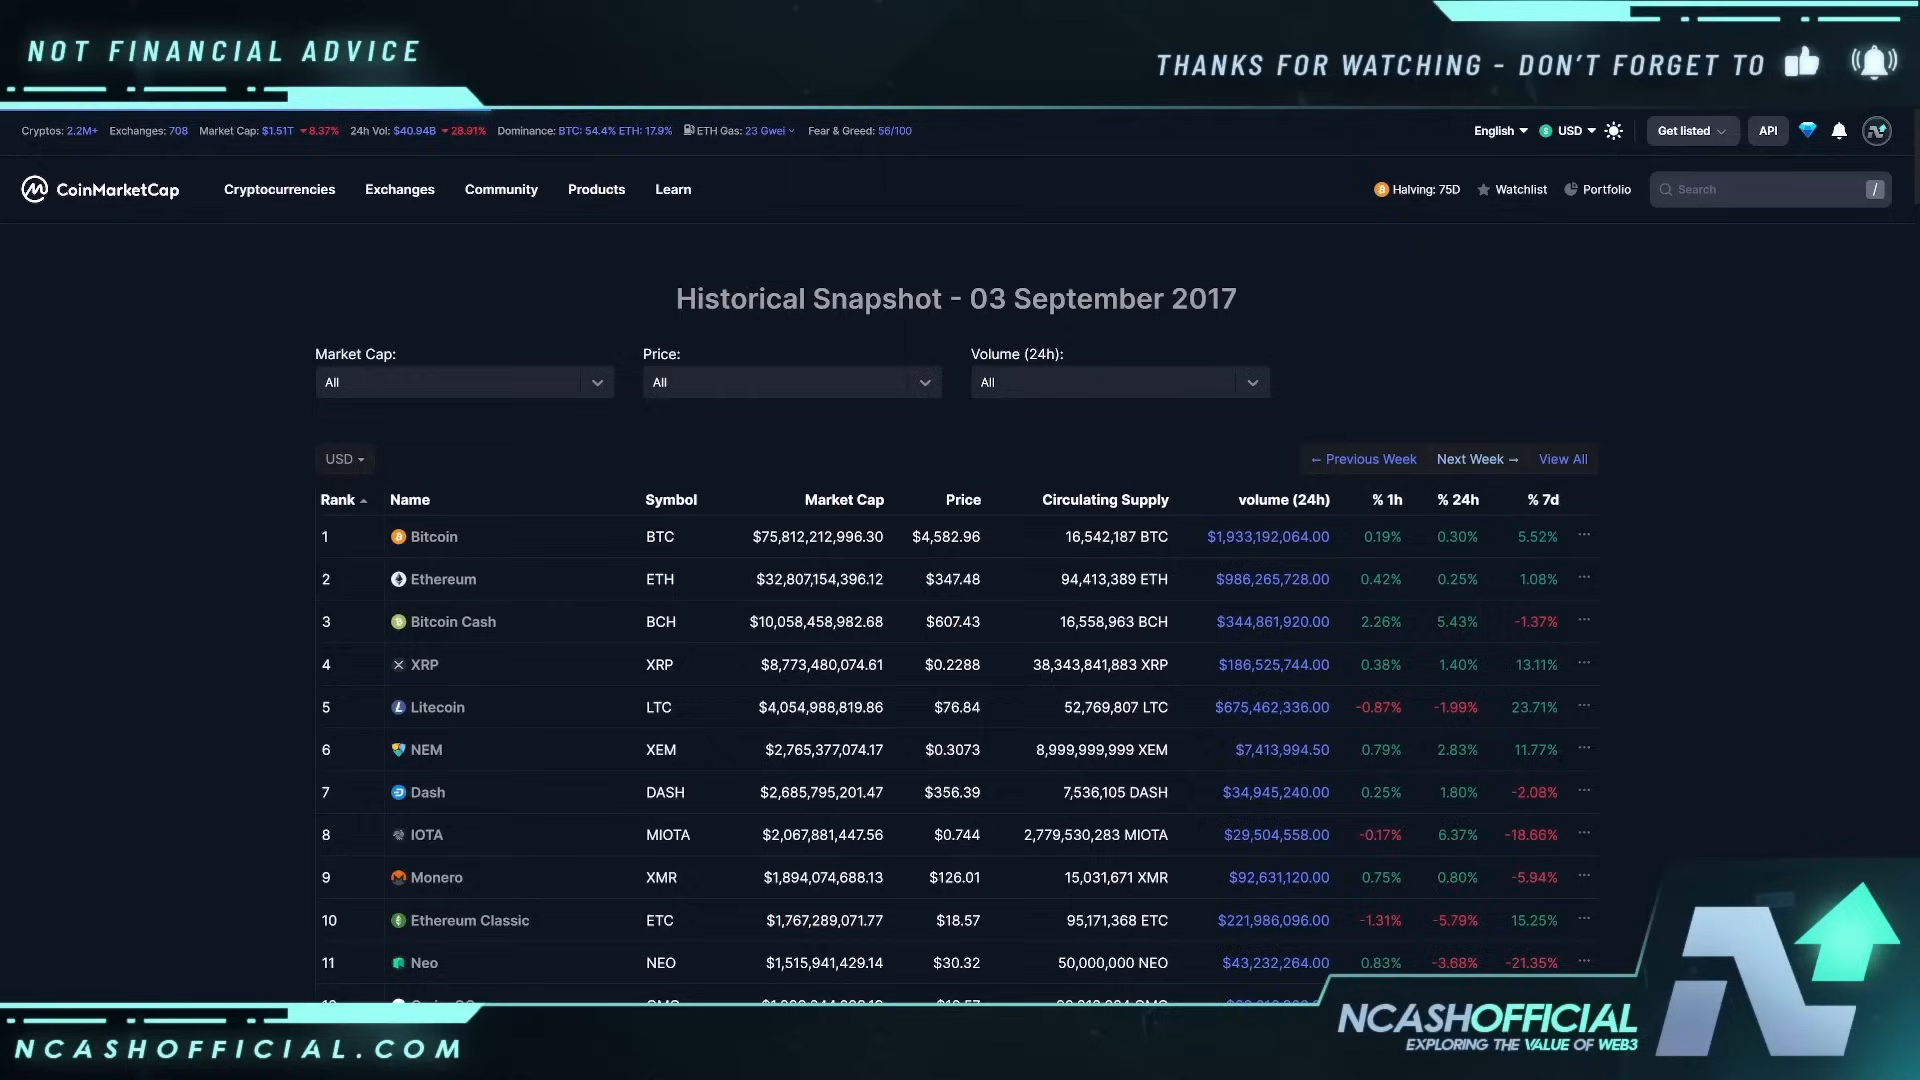 NOT FINANCIAL ADVICE
THANKS FOR WATCHING - DON'T FORGET TO
Cryptos: 2.2M+ Exchanges: 708 Market Cap: $1.51T 8.37% 24h Vol: $40.94B 28.91% Dominance: BTC: 54.4% ETH: 17.9% ETH Gas: 23 Gwei Fear & Greed: 56/100
English USD Get listed API
CoinMarketCap Cryptocurrencies Exchanges Community Products Learn
Halving: 75D Watchlist Portfolio Search /
Historical Snapshot - 03 September 2017
Market Cap: Price: Volume (24h):
All All All
USD ← Previous Week Next Week → View All
Rank Name Symbol Market Cap Price Circulating Supply volume (24h) % 1h % 24h % 7d
1 Bitcoin BTC $75,812,212,996.30 $4,582.96 16,542,187 BTC $1,933,192,064.00 0.19% 0.30% 5.52% ...
2 Ethereum ETH $32,807,154,396.12 $347.48 94,413,389 ETH $986,265,728.00 0.42% 0.25% 1.08% ...
3 Bitcoin Cash BCH $10,058,458,982.68 $607.43 16,558,963 BCH $344,861,920.00 2.26% 5.43% -1.37% ...
4 XRP XRP $8,773,480,074.61 $0.2288 38,343,841,883 XRP $186,525,744.00 0.38% 1.40% 13.11% ...
5 Litecoin LTC $4,054,988,819.86 $76.84 52,769,807 LTC $675,462,336.00 -0.87% -1.99% 23.71% ...
6 NEM XEM $2,765,377,074.17 $0.3073 8,999,999,999 XEM $7,413,994.50 0.79% 2.83% 11.77% ...
7 Dash DASH $2,685,795,201.47 $356.39 7,536,105 DASH $34,945,240.00 0.25% 1.80% -2.08% ...
8 IOTA MIOTA $2,067,881,447.56 $0.744 2,779,530,283 MIOTA $29,504,558.00 -0.17% 6.37% -18.66% ...
9 Monero XMR $1,894,074,688.13 $126.01 15,031,671 XMR $92,631,120.00 0.75% 0.80% -5.94% ...
10 Ethereum Classic ETC $1,767,289,071.77 $18.57 95,171,368 ETC $221,986,096.00 -1.31% -5.79% 15.25% ...
11 Neo NEO $1,515,941,429.14 $30.32 50,000,000 NEO $43,232,264.00 0.83% -3.68% -21.35% ...
NCASHOFFICIAL.COM
NCASHOFFICIAL
EXPLORING THE VALUE OF WEB3